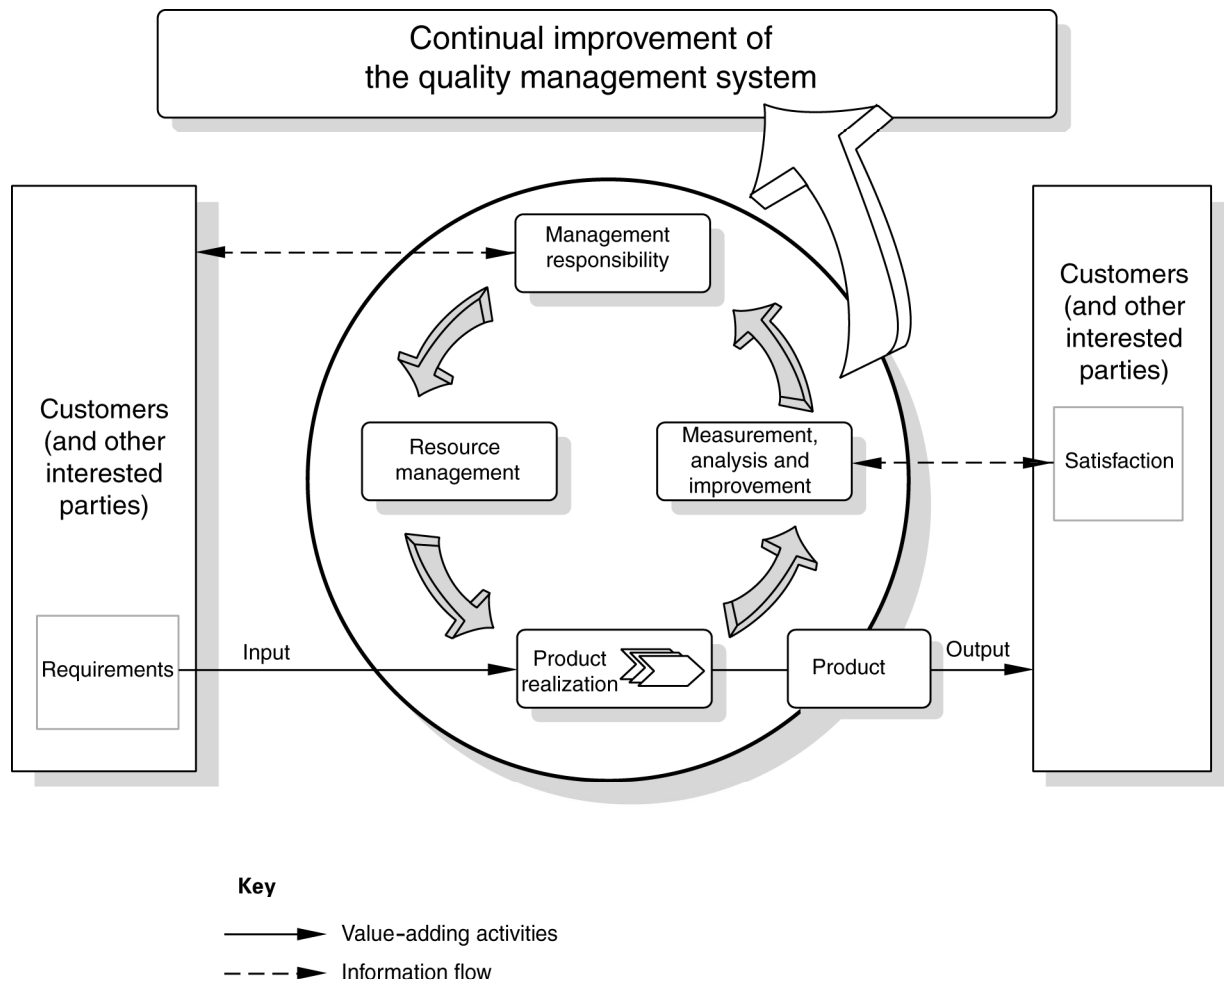 Continual improvement of
the quality management system
Management
responsibility
Customers
(and other
interested
parties)
Customers
(and other
interested
parties)
Resource
management
Measurement,
analysis and
improvement
Satisfaction
Requirements
Input
Product
realization
Product
Output
Key
Value-adding activities
Information flow